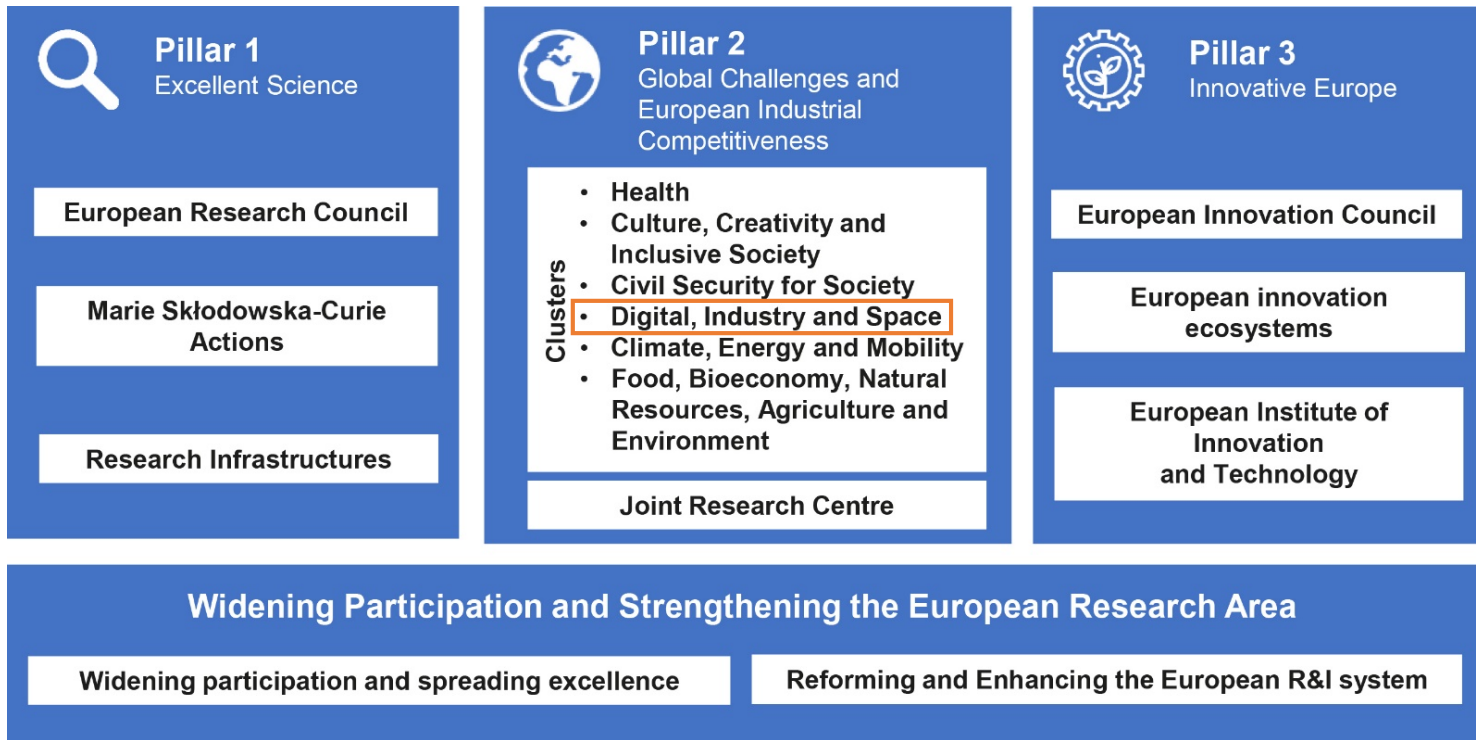 Pillar 1
Excellent Science
European Research Council
Marie Skłodowska-Curie
Actions
Research Infrastructures
Pillar 2
Global Challenges and
European Industrial
Competitiveness
Clusters
• Health
• Culture, Creativity and
Inclusive Society
• Civil Security for Society
• Digital, Industry and Space
• Climate, Energy and Mobility
• Food, Bioeconomy, Natural
Resources, Agriculture and
Environment
Joint Research Centre
Pillar 3
Innovative Europe
European Innovation Council
European innovation
ecosystems
European Institute of
Innovation
and Technology
Widening Participation and Strengthening the European Research Area
Widening participation and spreading excellence
Reforming and Enhancing the European R&I system